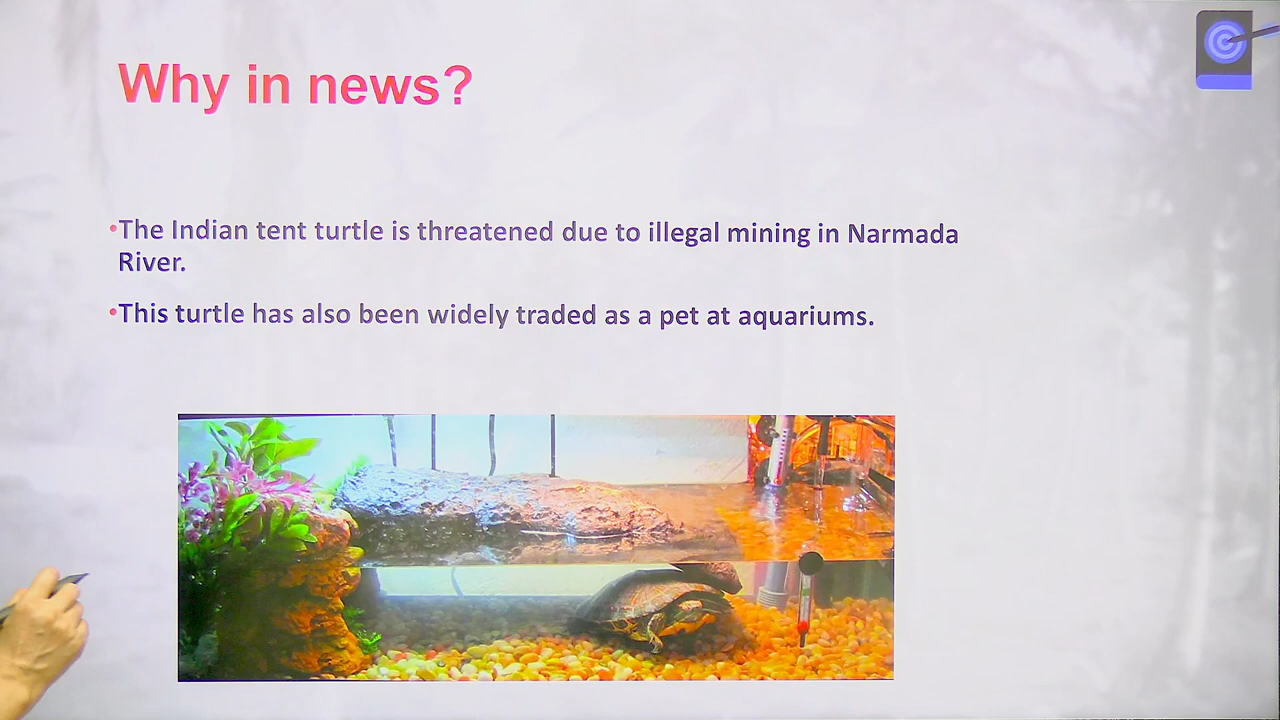 Why in news?
•The Indian tent turtle is threatened due to illegal mining in Narmada
River.
•This turtle has also been widely traded as a pet at aquariums.